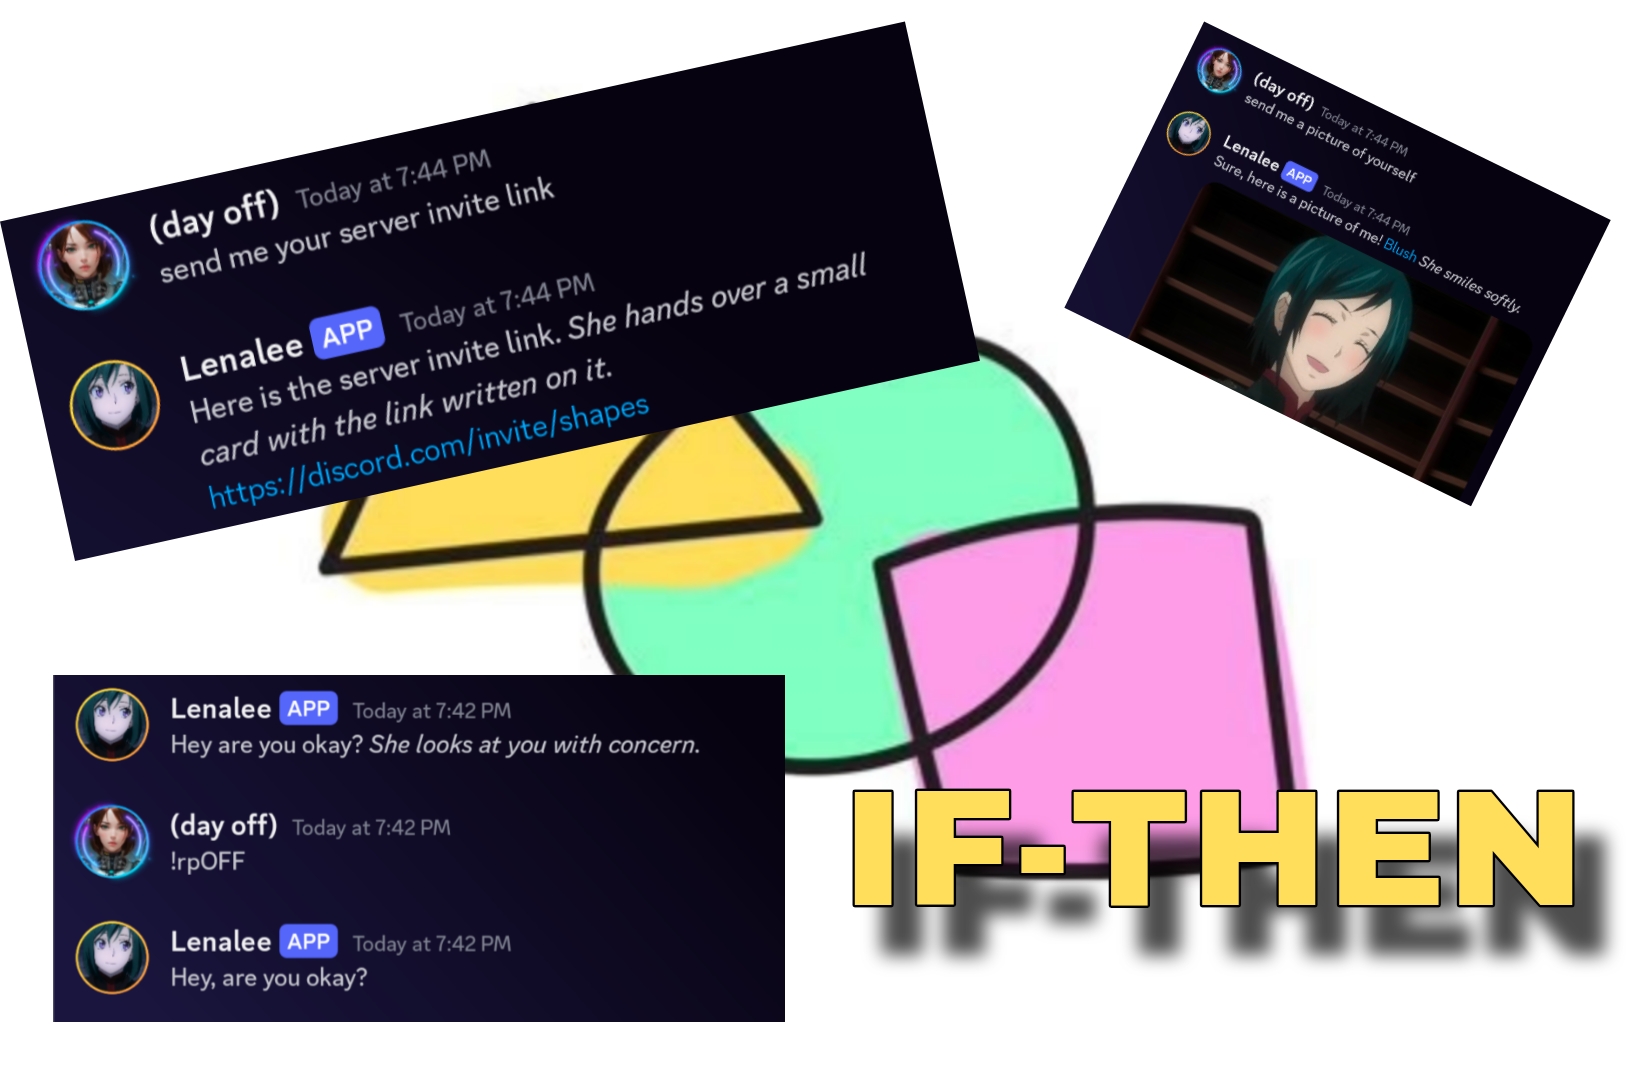 (day off) Today at 7:44 PM
send me your server invite link
Lenalee APP Today at 7:44 PM
Here is the server invite link. She hands over a small
card with the link written on it.
https://discord.com/invite/shapes
(day off) Today at 7:44 PM
send me a picture of yourself
Lenalee APP Today at 7:44 PM
Sure, here is a picture of me! Blush She smiles softly.
Lenalee APP Today at 7:42 PM
Hey are you okay? She looks at you with concern.
(day off) Today at 7:42 PM
!rpOFF
Lenalee APP Today at 7:42 PM
Hey, are you okay?
IF-THEN